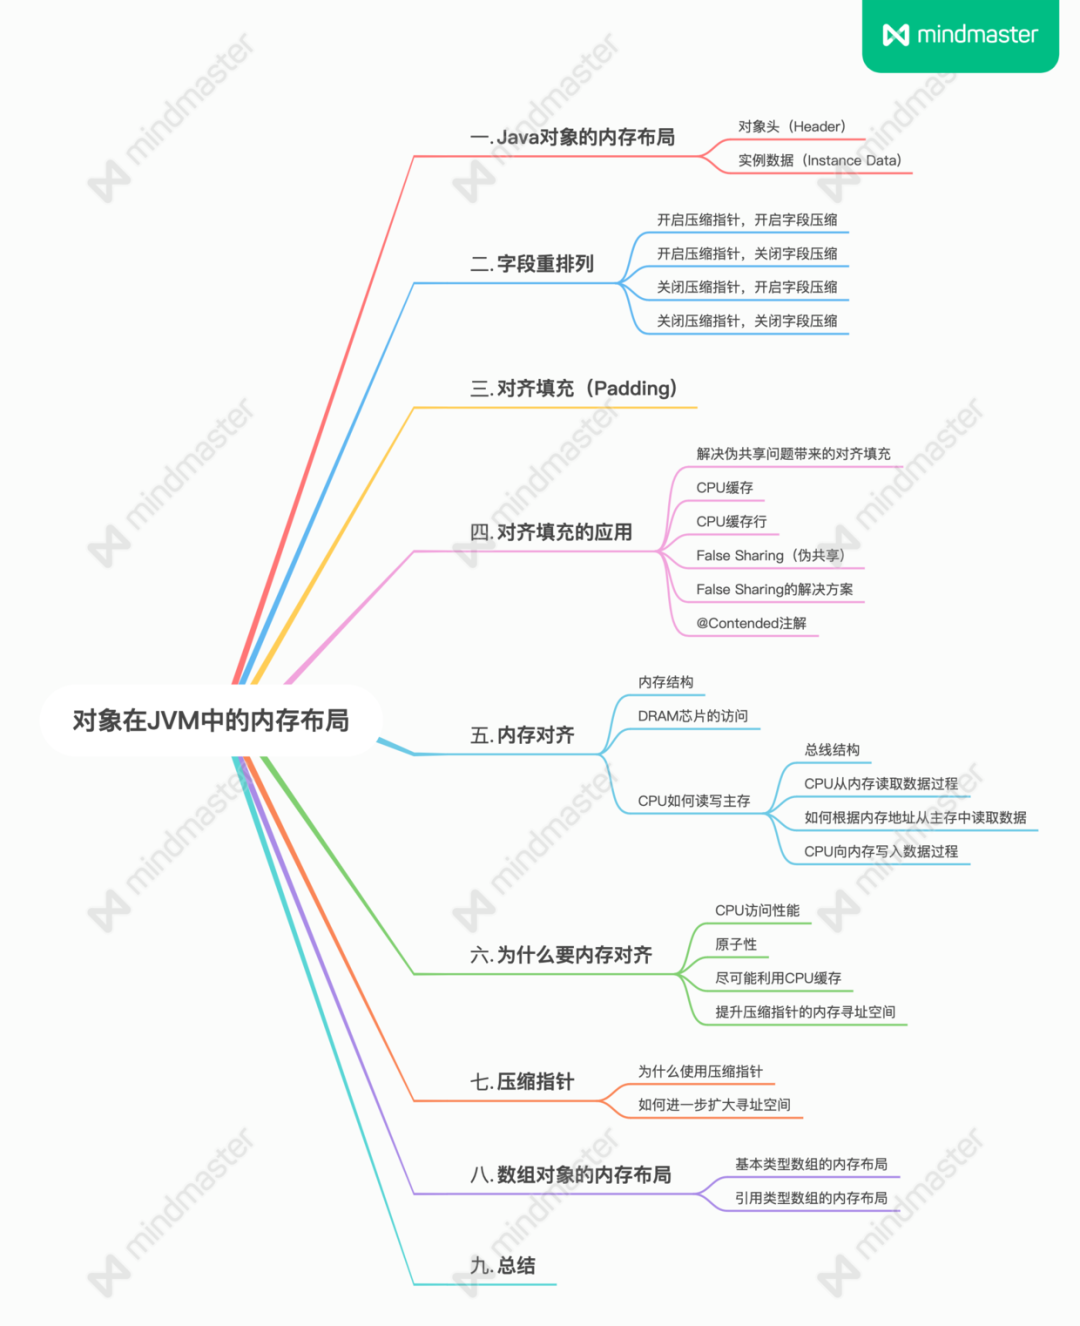 mindmaster
一.Java对象的内存布局
对象头（Header）
实例数据（Instance Data）
二.字段重排列
开启压缩指针，开启字段压缩
开启压缩指针，关闭字段压缩
关闭压缩指针，开启字段压缩
关闭压缩指针，关闭字段压缩
三.对齐填充（Padding）
四.对齐填充的应用
解决伪共享问题带来的对齐填充
CPU缓存
CPU缓存行
False Sharing（伪共享）
False Sharing的解决方案
@Contended注解
对象在JVM中的内存布局
五.内存对齐
内存结构
DRAM芯片的访问
CPU如何读写主存
总线结构
CPU从内存读取数据过程
如何根据内存地址从主存中读取数据
CPU向内存写入数据过程
六.为什么要内存对齐
CPU访问性能
原子性
尽可能利用CPU缓存
提升压缩指针的内存寻址空间
七.压缩指针
为什么使用压缩指针
如何进一步扩大寻址空间
八.数组对象的内存布局
基本类型数组的内存布局
引用类型数组的内存布局
九.总结
mindmaster
mindmaster
mindmaster
mindmaster
mindmaster
mindmaster
mindmaster
mindmaster
mindmaster
mindmaster
mindmaster
mindmaster